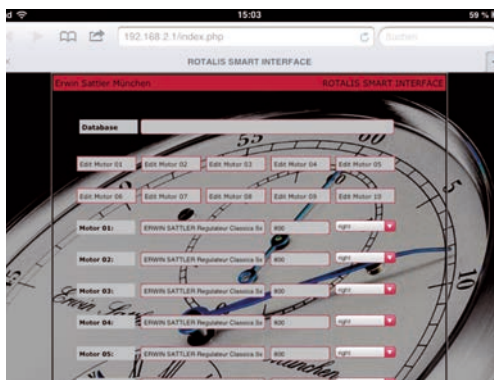 15:03
59 %
192.168.2.1/index.php
Suchen
ROTALIS SMART INTERFACE
Erwin Sattler München ROTALIS SMART INTERFACE
Database
55 60
Edit Motor 01 Edit Motor 02 Edit Motor 03 Edit Motor 04 Edit Motor 05
5
Edit Motor 06 Edit Motor 07 Edit Motor 08 Edit Motor 09 Edit Motor 10
Motor 01: ERWIN SATTLER Regulateur Classica Se 800 right
Motor 02: ERWIN SATTLER Regulateur Classica Se 800 right
10
Motor 03: ERWIN SATTLER Regulateur Classica Se 800 right
Erwin
Motor 04: ERWIN SATTLER Regulateur Classica Se 800 right
Motor 05: ERWIN SATTLER Regulateur Classica Se 800 right